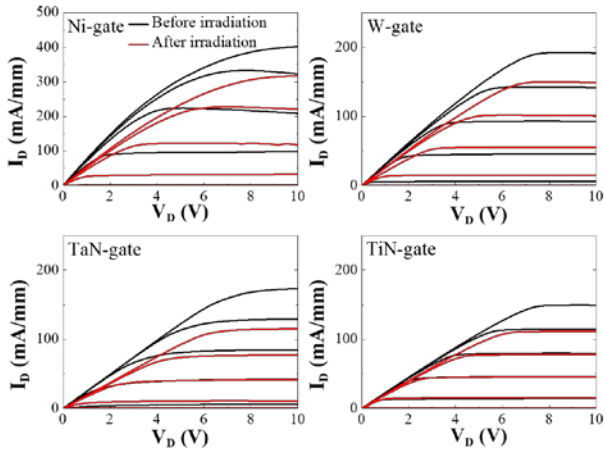 Ni-gate
Before irradiation
After irradiation
500
400
300
200
100
0
I_D (mA/mm)
0 2 4 6 8 10
V_D (V)
W-gate
200
100
0
I_D (mA/mm)
0 2 4 6 8 10
V_D (V)
TaN-gate
200
100
0
I_D (mA/mm)
0 2 4 6 8 10
V_D (V)
TiN-gate
200
100
0
I_D (mA/mm)
0 2 4 6 8 10
V_D (V)